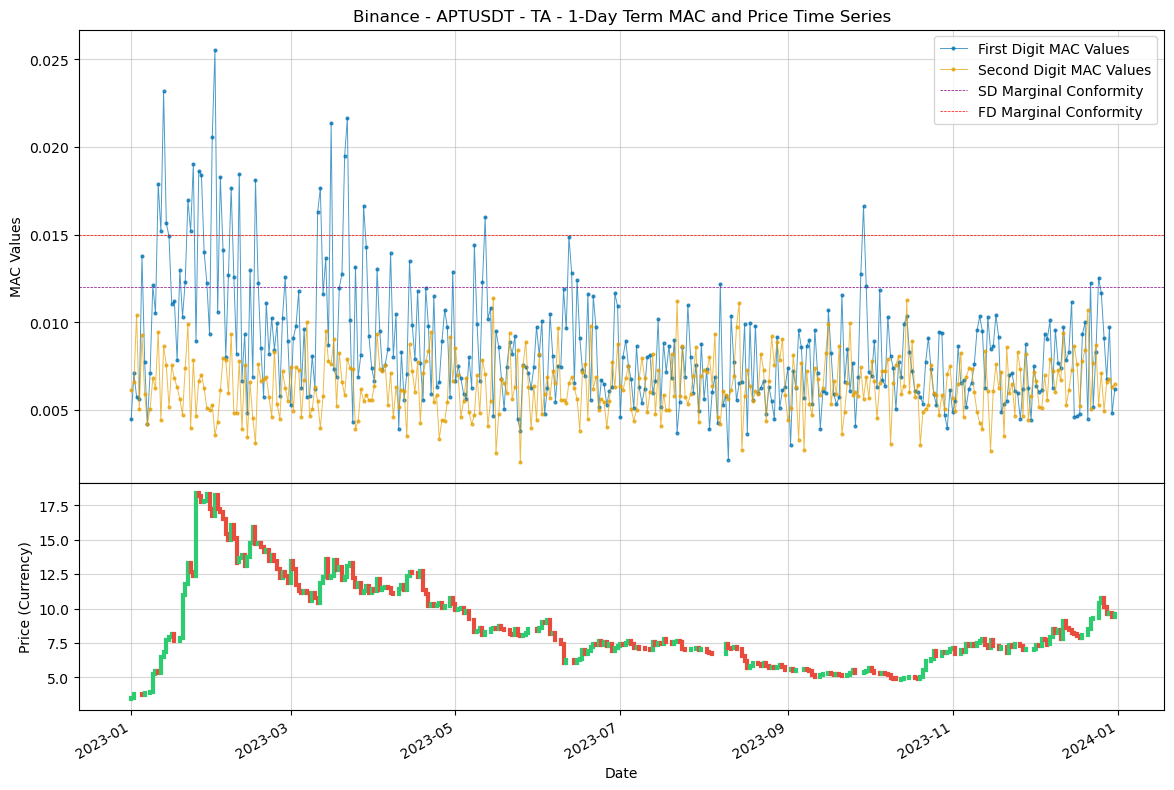 Binance - APTUSDT - TA - 1-Day Term MAC and Price Time Series
First Digit MAC Values
Second Digit MAC Values
SD Marginal Conformity
FD Marginal Conformity
MAC Values
0.025
0.020
0.015
0.010
0.005
Price (Currency)
17.5
15.0
12.5
10.0
7.5
5.0
2023-01
2023-03
2023-05
2023-07
2023-09
2023-11
2024-01
Date